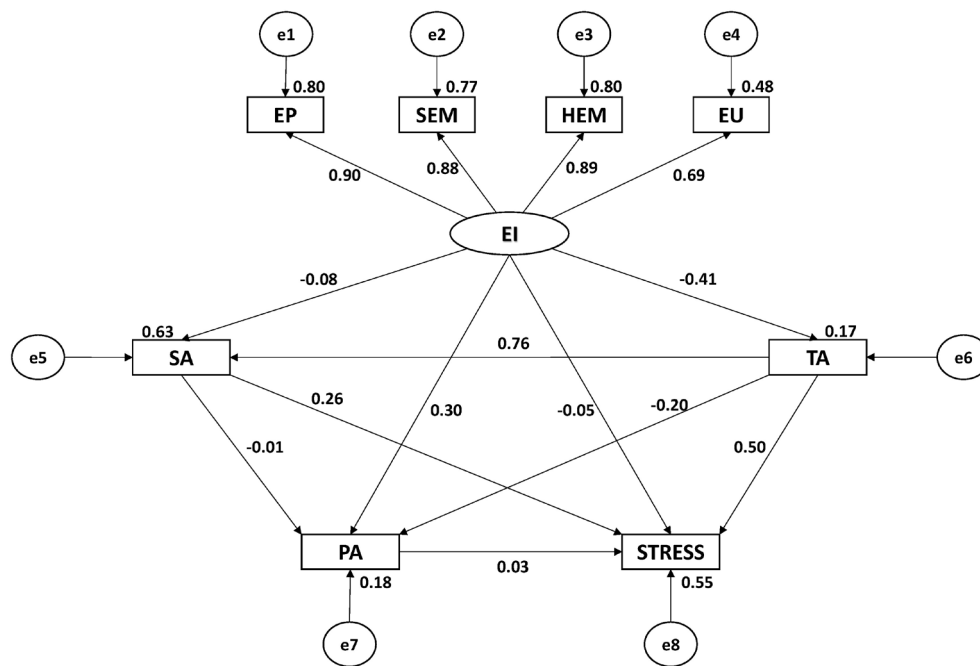 e1 e2 e3 e4
0.80 0.77 0.80 0.48
EP SEM HEM EU
0.90 0.88 0.89 0.69
EI
-0.08 -0.41
0.63 0.17
e5 SA 0.76 TA e6
0.26 0.30 -0.05 -0.20
-0.01 0.50
PA STRESS
0.03
0.18 0.55
e7 e8